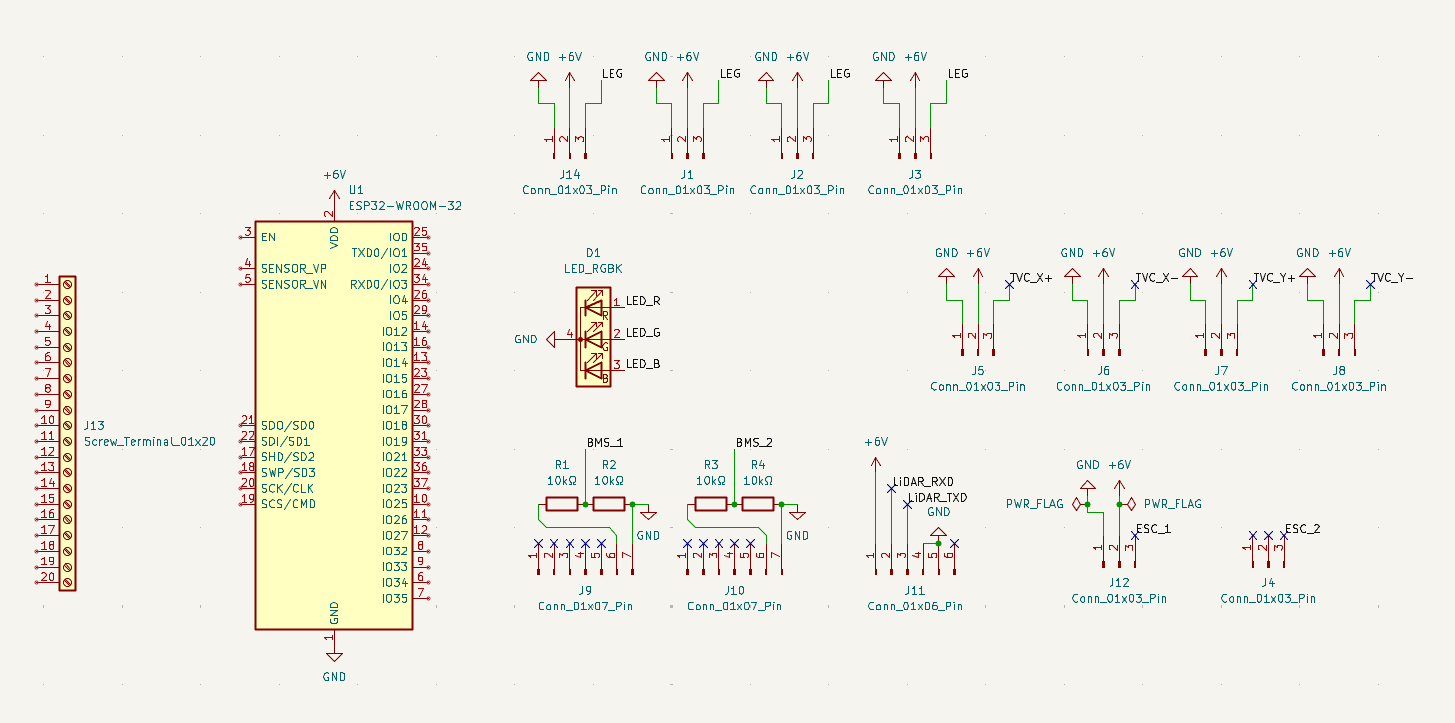 GND +6V LEG GND +6V LEG GND +6V LEG GND +6V LEG
1 2 3 1 2 3 1 2 3 1 2 3
J14 J1 J2 J3
Conn_01x03_Pin Conn_01x03_Pin Conn_01x03_Pin Conn_01x03_Pin
+6V
U1
ESP32-WROOM-32
2
VDD
3 EN IO0 25
TXD0/IO1 35
4 SENSOR_VP IO2 24
5 SENSOR_VN RXD0/IO3 34
IO4 26
IO5 29
IO12 14
IO13 16
IO14 13
IO15 23
IO16 27
IO17 28
21 SDO/SD0 IO18 30
22 SDI/SD1 IO19 31
17 SHD/SD2 IO21 33
18 SWP/SD3 IO22 36
20 SCK/CLK IO23 37
19 SCS/CMD IO25 10
IO26 11
IO27 12
IO32 8
IO33 9
IO34 6
IO35 7
GND
1
GND
1
2
3
4
5
6
7
8
9
10
11
12
13
14
15
16
17
18
19
20
J13
Screw_Terminal_01x20
D1
LED_RGBK
1 LED_R
R
GND 4 2 LED_G
G
3 LED_B
B
GND +6V TVC_X+ GND +6V TVC_X- GND +6V TVC_Y+ GND +6V TVC_Y-
1 2 3 1 2 3 1 2 3 1 2 3
J5 J6 J7 J8
Conn_01x03_Pin Conn_01x03_Pin Conn_01x03_Pin Conn_01x03_Pin
BMS_1
R1 R2
10kΩ 10kΩ
GND
1 2 3 4 5 6 7
J9
Conn_01x07_Pin
BMS_2
R3 R4
10kΩ 10kΩ
GND
1 2 3 4 5 6 7
J10
Conn_01x07_Pin
+6V
LiDAR_RXD
LiDAR_TXD
GND
1 2 3 4 5 6
J11
Conn_01x06_Pin
GND +6V
PWR_FLAG PWR_FLAG
ESC_1
1 2 3
J12
Conn_01x03_Pin
ESC_2
1 2 3
J4
Conn_01x03_Pin